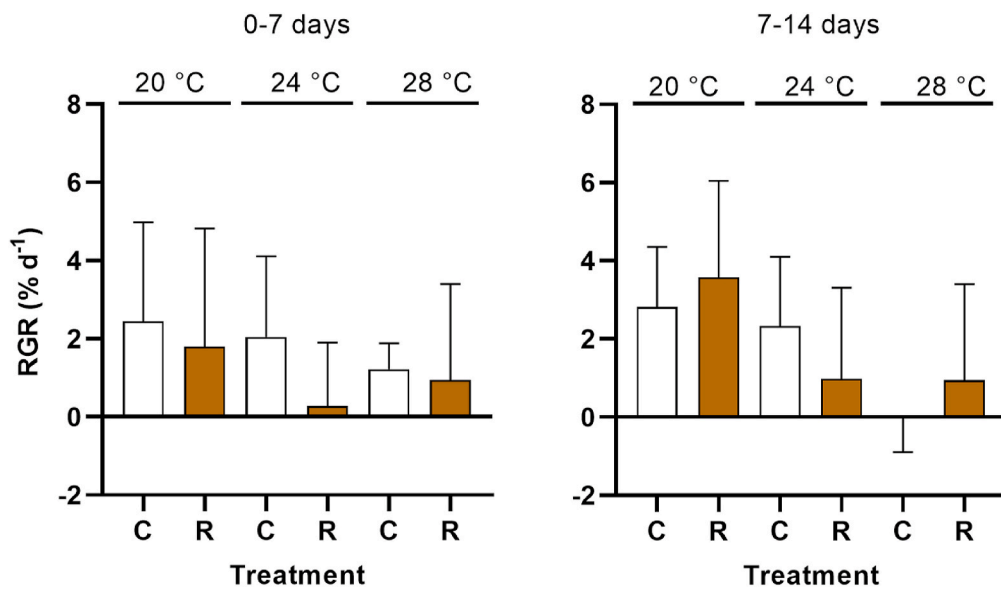 0-7 days
20 °C 24 °C 28 °C
8
6
4
2
0
-2
RGR (% d-1)
C R C R C R
Treatment
7-14 days
20 °C 24 °C 28 °C
8
6
4
2
0
-2
C R C R C R
Treatment